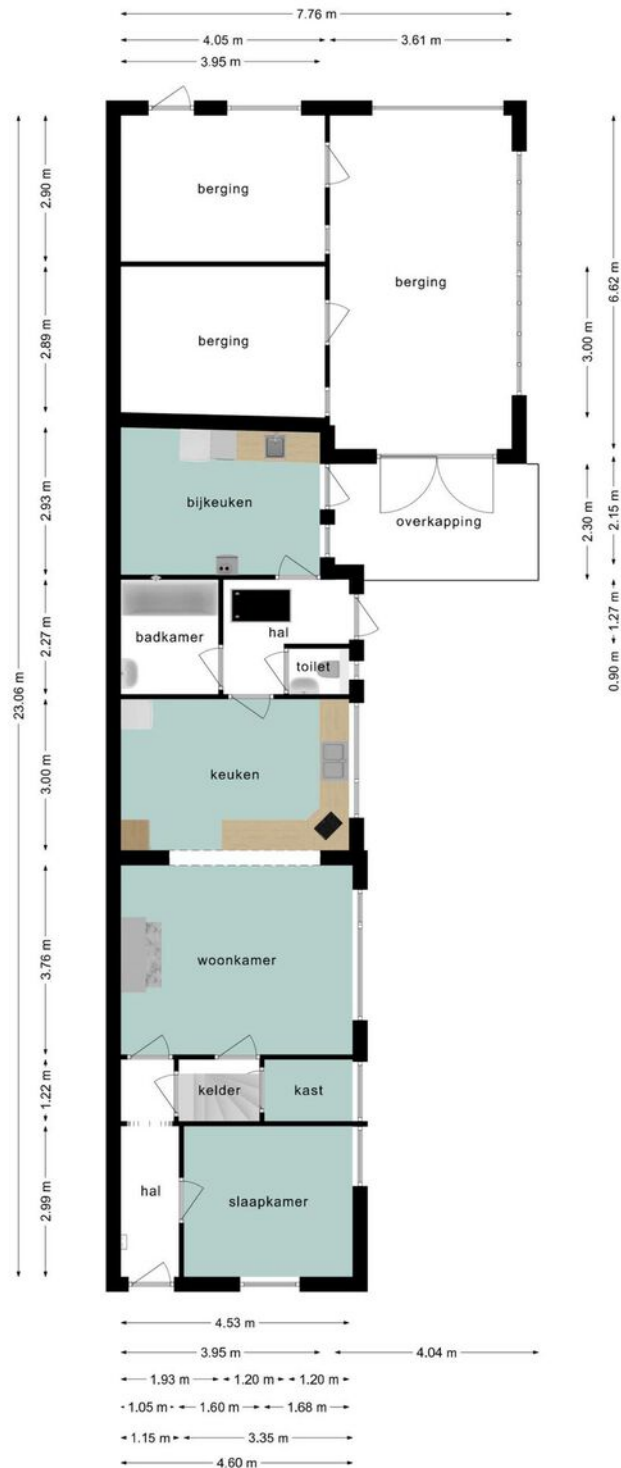 7.76 m
4.05 m
3.61 m
3.95 m
23.06 m
2.90 m
2.89 m
2.93 m
2.27 m
3.00 m
3.76 m
1.22 m
2.99 m
berging
berging
berging
bijkeuken
overkapping
badkamer
hal
toilet
keuken
woonkamer
kelder
kast
hal
slaapkamer
3.00 m
2.30 m
6.62 m
2.15 m
1.27 m
0.90 m
4.53 m
3.95 m
4.04 m
1.93 m
1.20 m
1.20 m
1.05 m
1.60 m
1.68 m
1.15 m
3.35 m
4.60 m